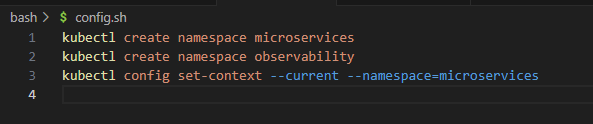 bash > $ config.sh
1 kubectl create namespace microservices
2 kubectl create namespace observability
3 kubectl config set-context --current --namespace=microservices
4